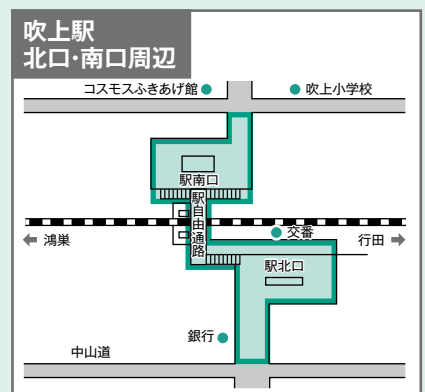 吹上駅
北口・南口周辺
コスモスふきあげ館
吹上小学校
駅南口
駅自由通路
交番
鴻巣
行田
駅北口
銀行
中山道